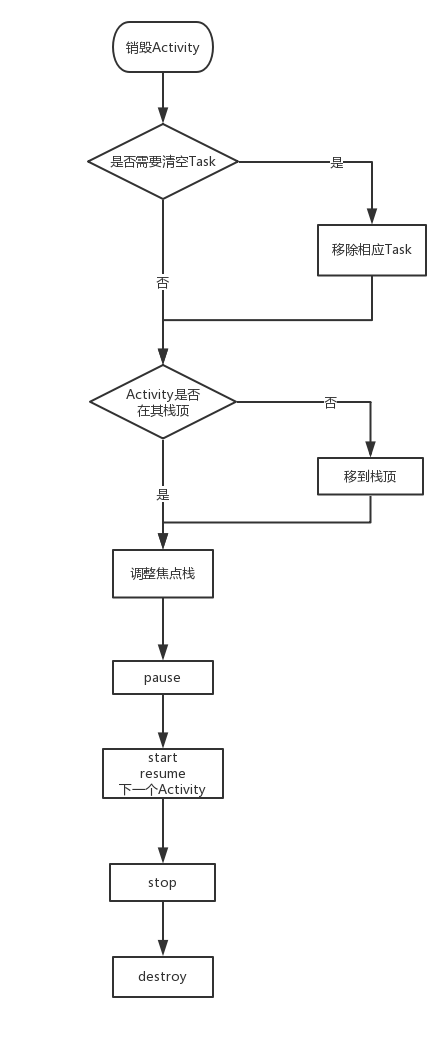 销毁Activity
是否需要清空Task
是
移除相应Task
否
Activity是否
在其栈顶
否
移到栈顶
是
调整焦点栈
pause
start
resume
下一个Activity
stop
destroy